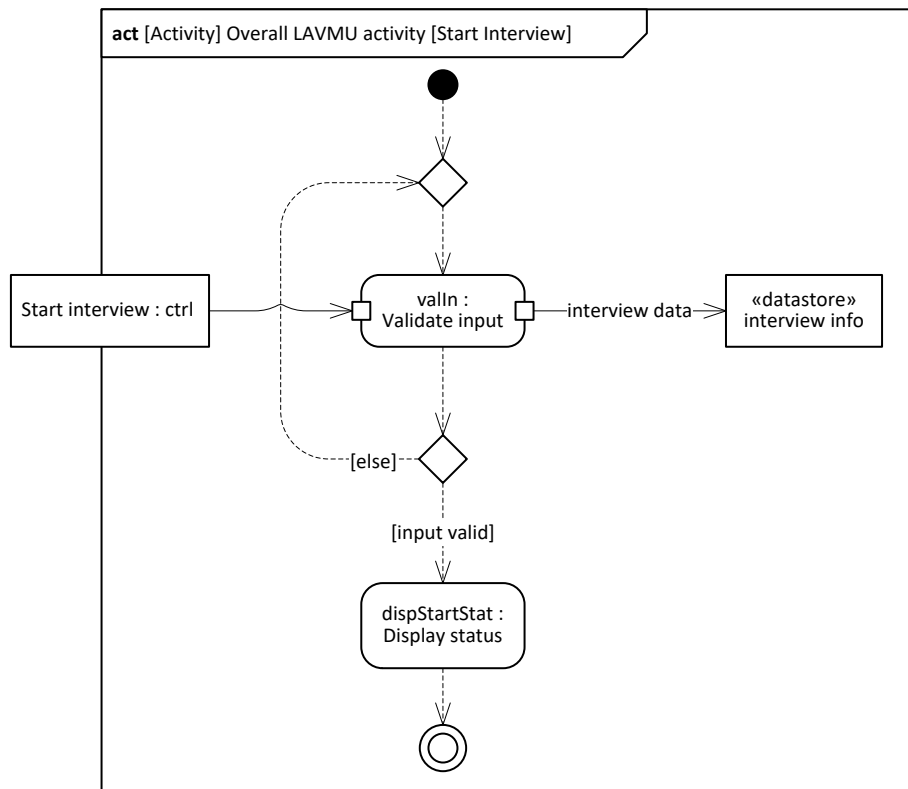 act [Activity] Overall LAVMU activity [Start Interview]
Start interview : ctrl
valIn :
Validate input
interview data
«datastore»
interview info
[else]
[input valid]
dispStartStat :
Display status